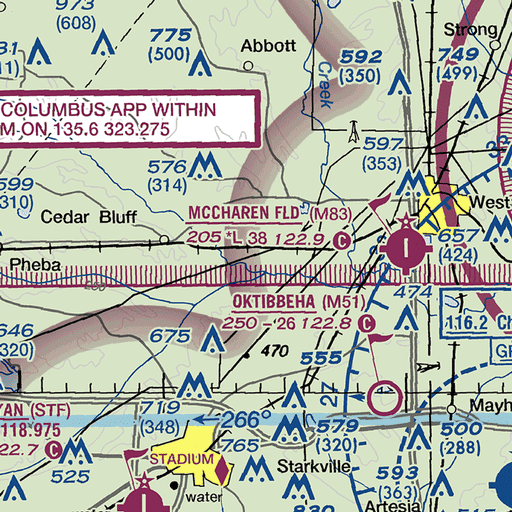 973
(608)
775
(500)
Abbott
Strong
592
(350)
749
(499)
Creek
COLUMBUS APP WITHIN
M ON 135.6 323.275
597
(353)
576
(314)
599
310)
Cedar Bluff
MCCHAREN FLD (M83)
205 *L 38 122.9 C
West
657
(424)
Pheba
OKTIBBEHA (M51)
250 - 26 122.8 C
474
116.2 Ch
646
320)
675
470
555
27
YAN (STF)
118.975
22.7 C
719
(348)
266°
579
(320)
500
(288)
Mayh
STADIUM
765
525
Starkville
593
(363)
water
830
Artesia